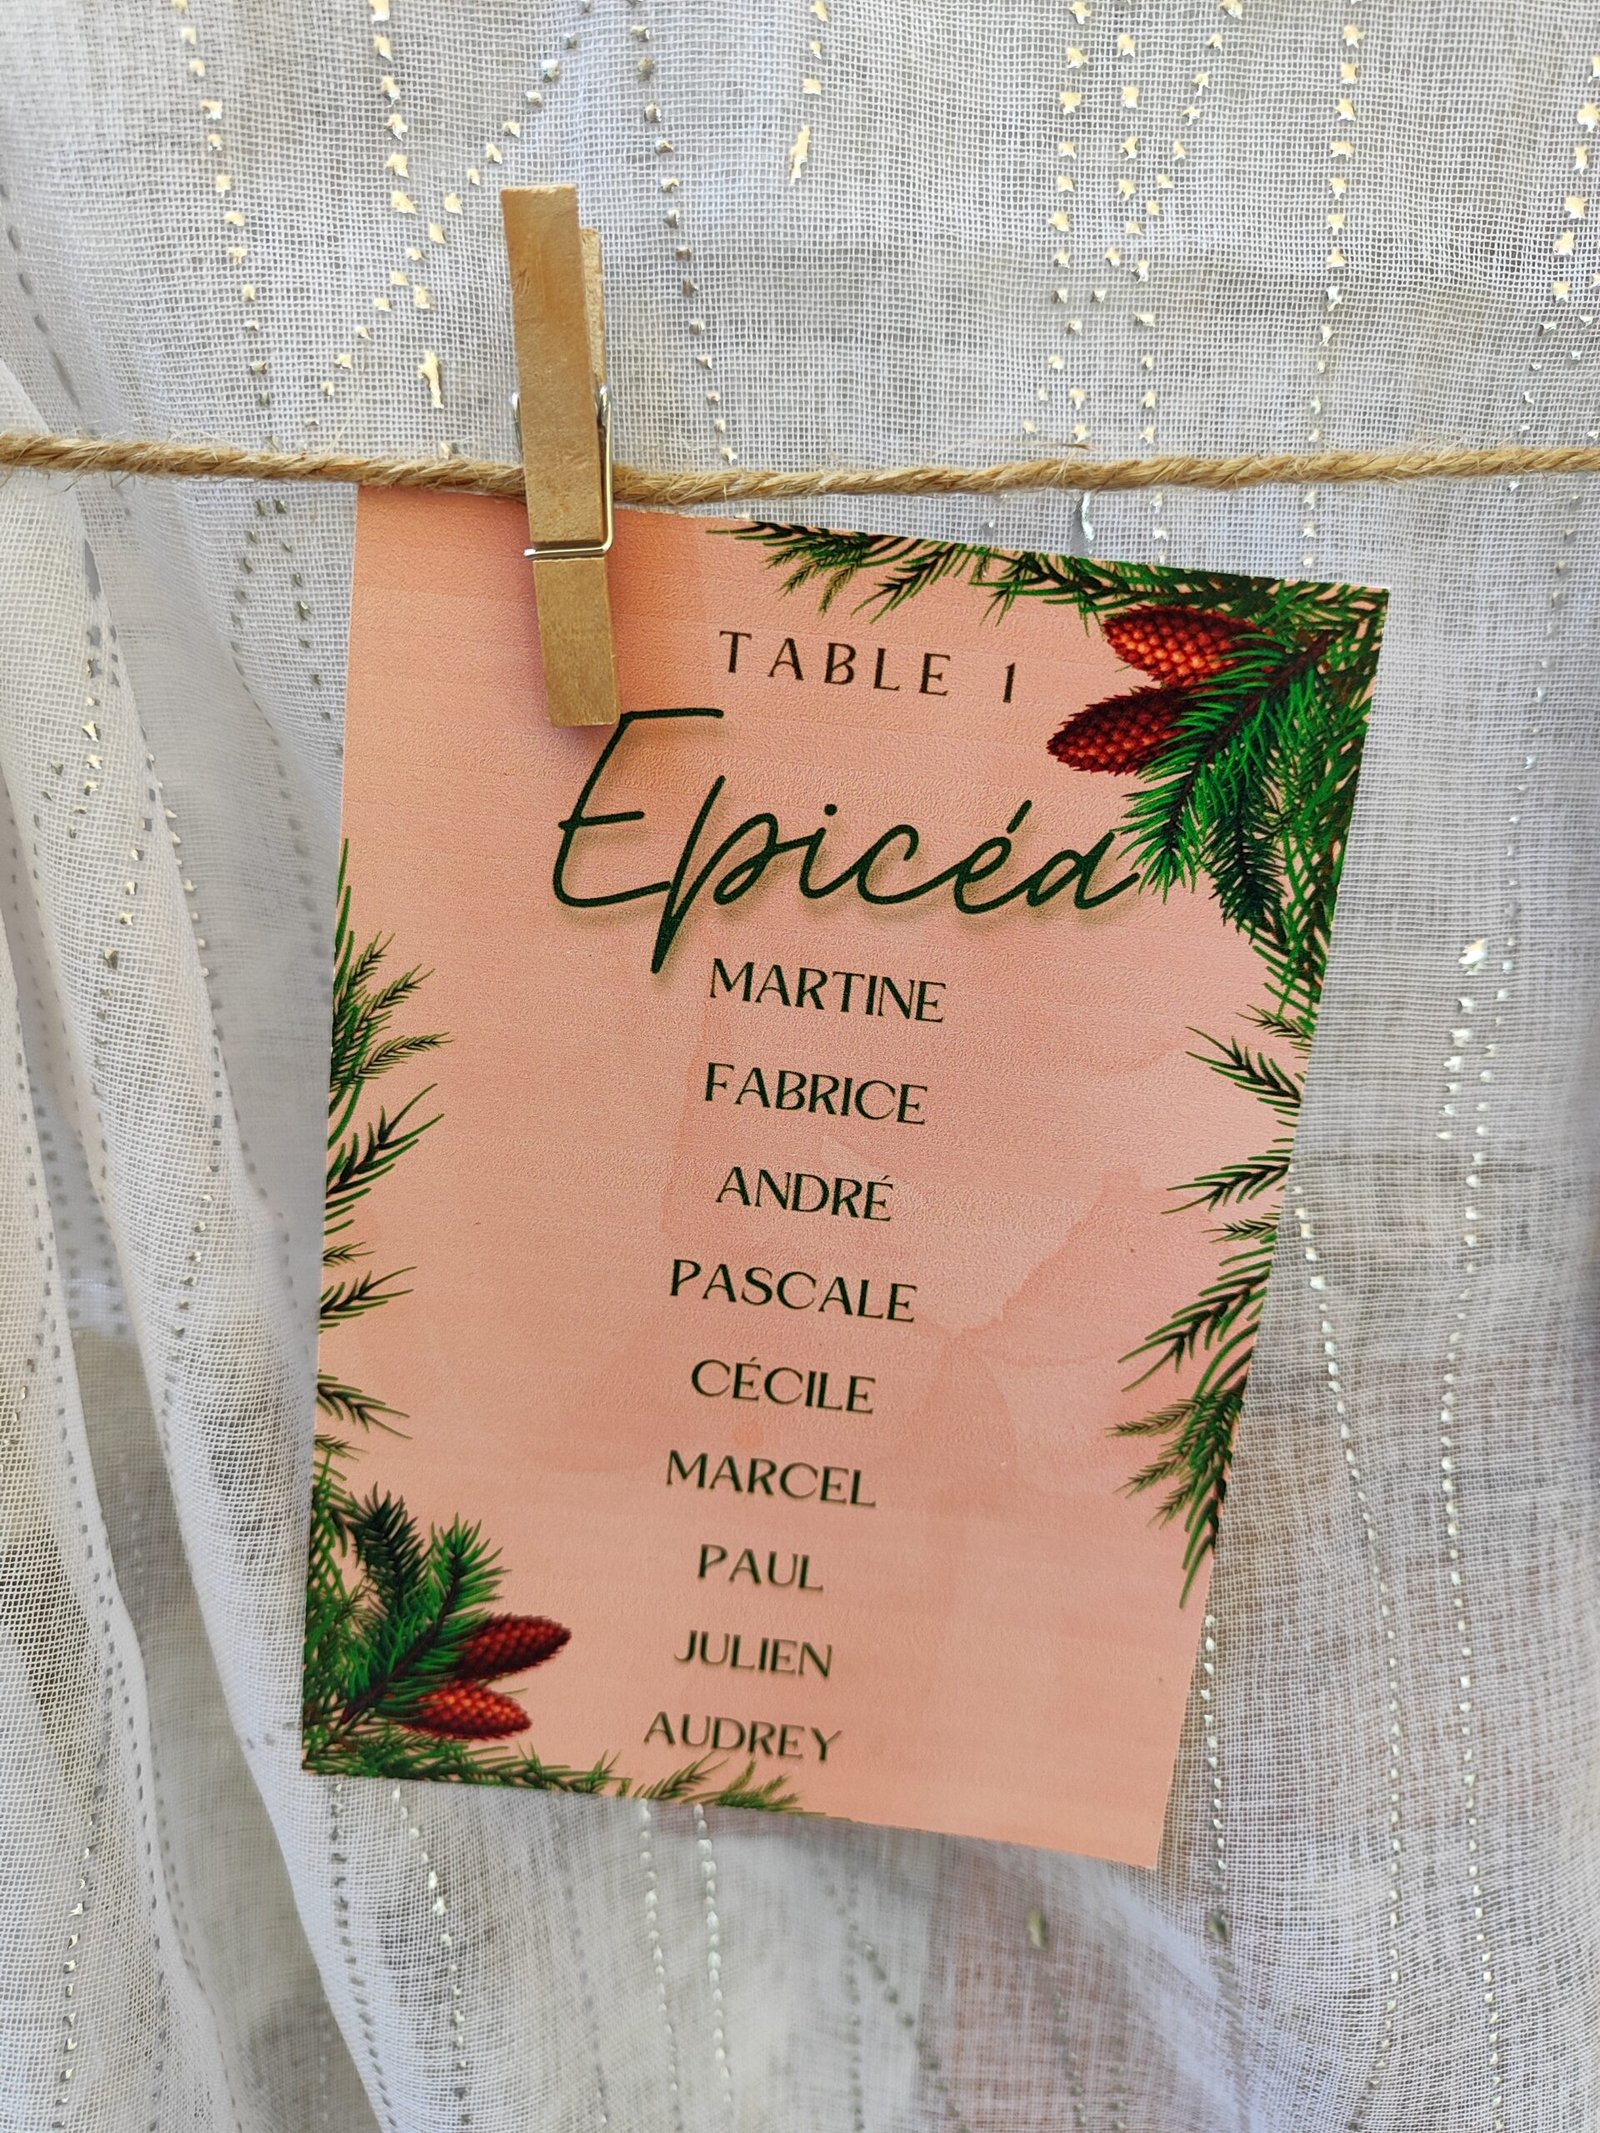 TABLE 1
Epicéa
MARTINE
FABRICE
ANDRÉ
PASCALE
CÉCILE
MARCEL
PAUL
JULIEN
AUDREY